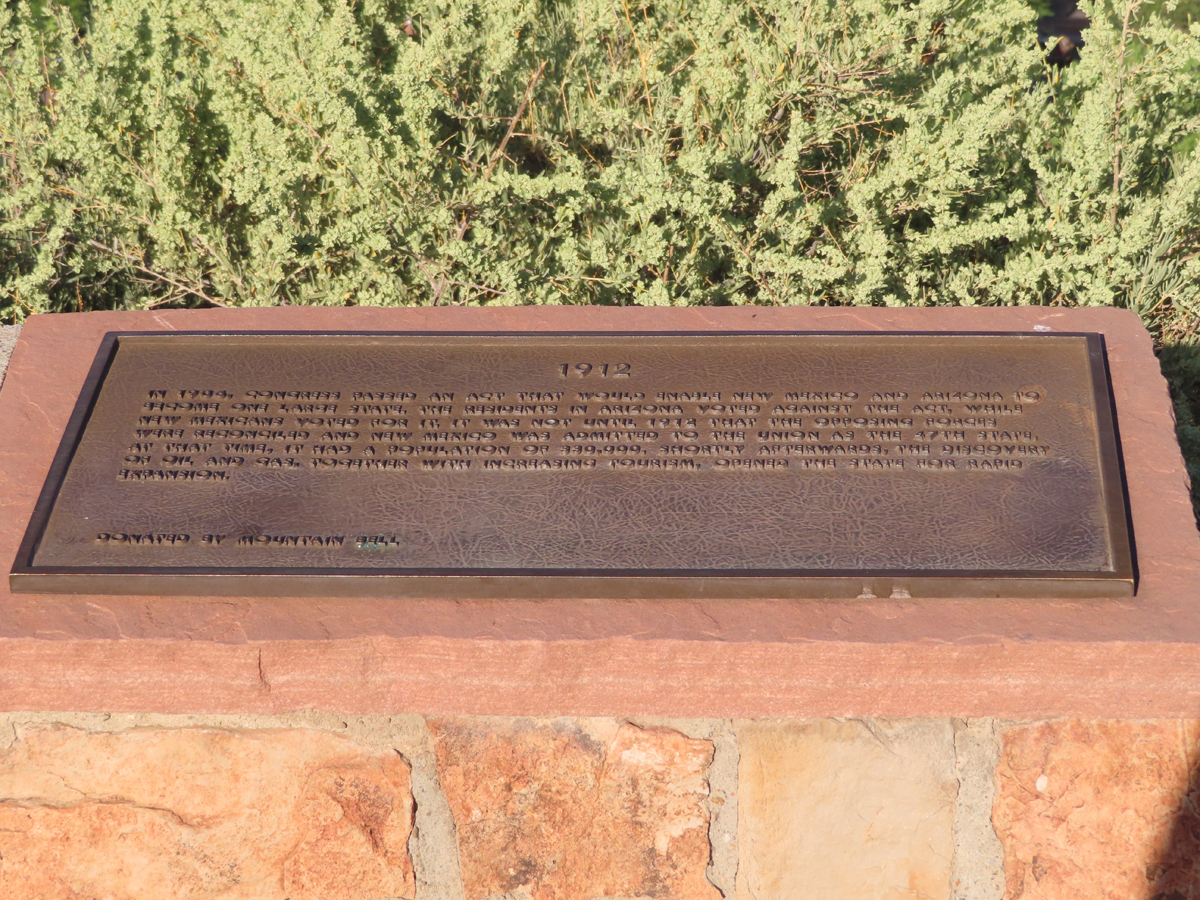 1912
IN 1904, CONGRESS PASSED AN ACT THAT WOULD ENABLE NEW MEXICO AND ARIZONA TO
BECOME ONE LARGE STATE. THE RESIDENTS IN ARIZONA VOTED AGAINST THE ACT, WHILE
NEW MEXICANS VOTED FOR IT. IT WAS NOT UNTIL 1912 THAT THE OPPOSING FORCES
WERE RECONCILED AND NEW MEXICO WAS ADMITTED TO THE UNION AS THE 47TH STATE.
AT THAT TIME, IT HAD A POPULATION OF 330,000. SHORTLY AFTERWARDS, THE DISCOVERY
OF OIL AND GAS, TOGETHER WITH INCREASING TOURISM, OPENED THE STATE FOR RAPID
EXPANSION.
DONATED BY MOUNTAIN BELL